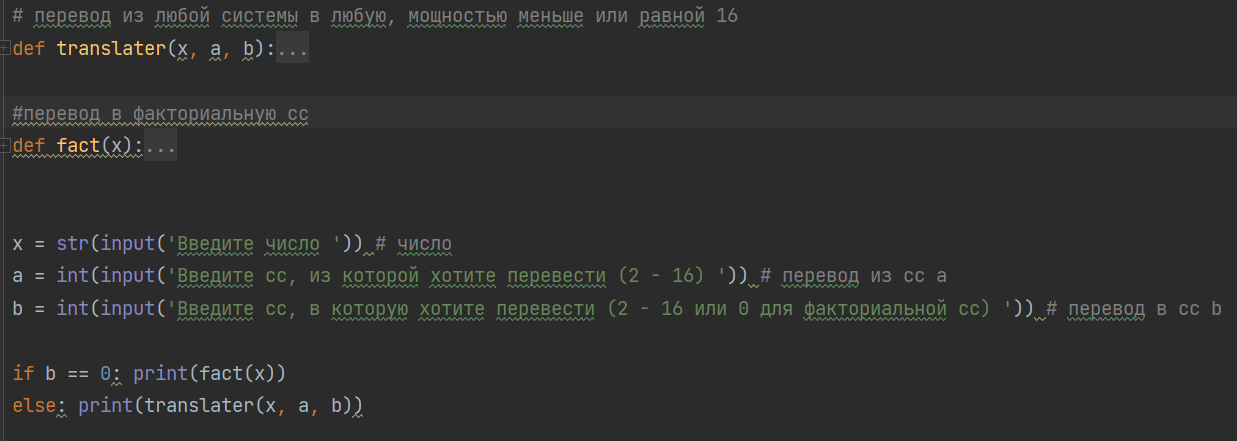 # перевод из любой системы в любую, мощностью меньше или равной 16
def translater(x, a, b):...
#перевод в факториальную сс
def fact(x):...
x = str(input('Введите число ')) # число
a = int(input('Введите сс, из которой хотите перевести (2 - 16) ')) # перевод из сс a
b = int(input('Введите сс, в которую хотите перевести (2 - 16 или 0 для факториальной сс) ')) # перевод в сс b
if b == 0: print(fact(x))
else: print(translater(x, a, b))